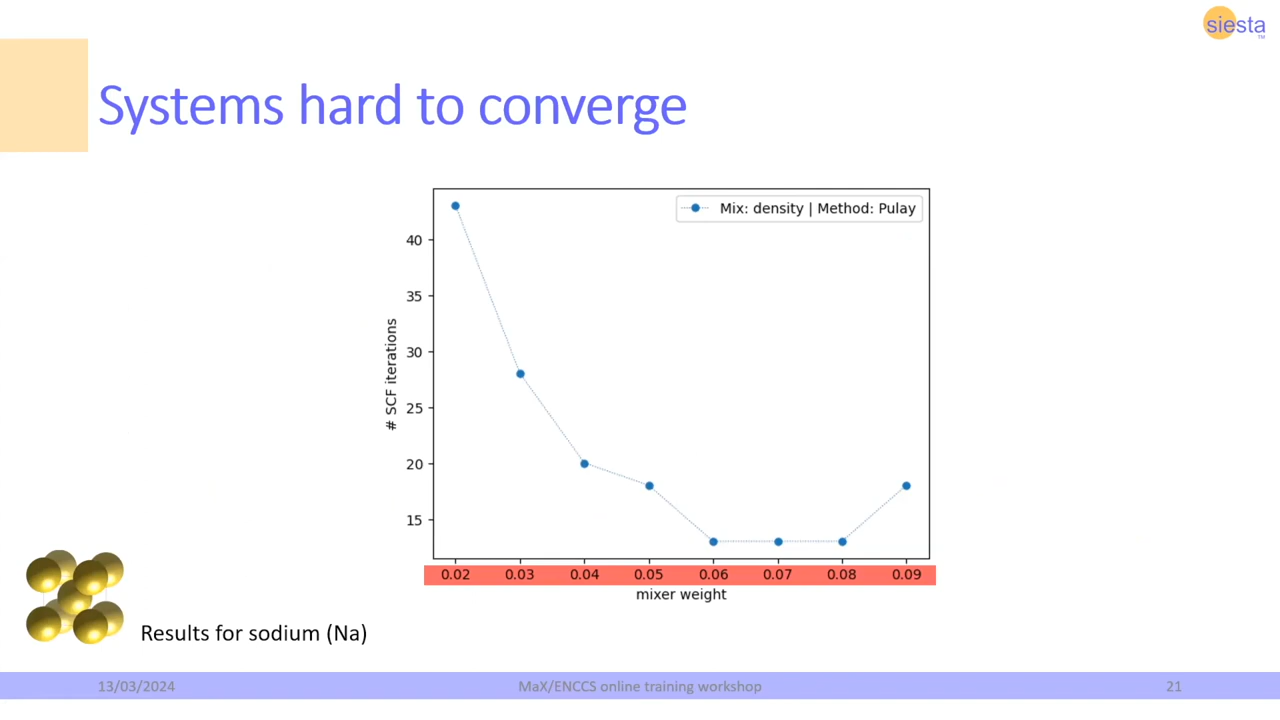 siesta
TM
Systems hard to converge
Mix: density | Method: Pulay
# SCF iterations
40
35
30
25
20
15
0.02 0.03 0.04 0.05 0.06 0.07 0.08 0.09
mixer weight
Results for sodium (Na)
13/03/2024 MaX/ENCCS online training workshop 21